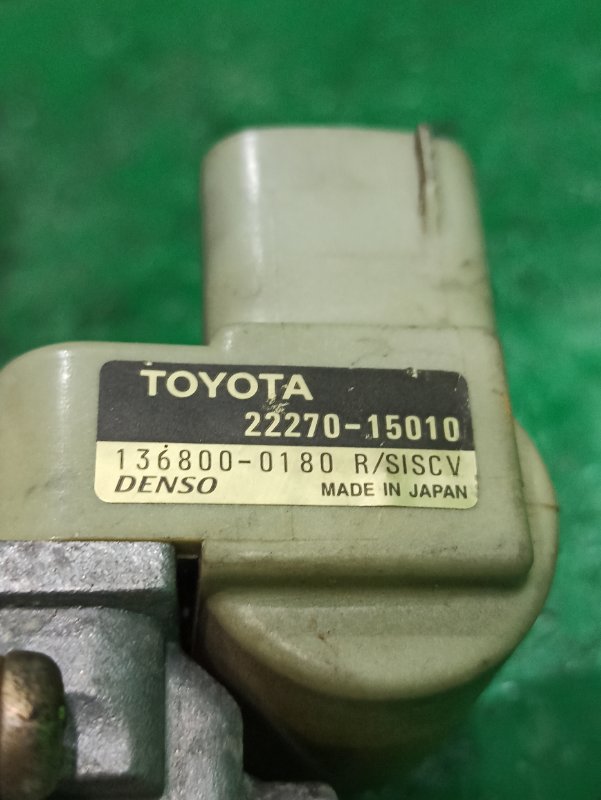 TOYOTA
22270-15010
136800-0180 R/SISCV
DENSO MADE IN JAPAN